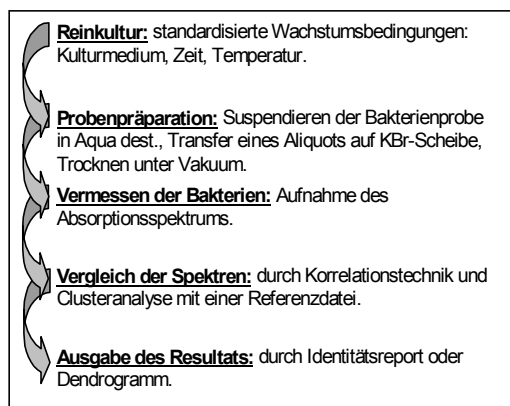 Reinkultur: standardisierte Wachstumsbedingungen:
Kulturmedium, Zeit, Temperatur.
Probenpräparation: Suspendieren der Bakterienprobe
in Aqua dest., Transfer eines Aliquots auf KBr-Scheibe,
Trocknen unter Vakuum.
Vermessen der Bakterien: Aufnahme des
Absorptionsspektrums.
Vergleich der Spektren: durch Korrelationstechnik und
Clusteranalyse mit einer Referenzdatei.
Ausgabe des Resultats: durch Identitätsreport oder
Dendrogramm.